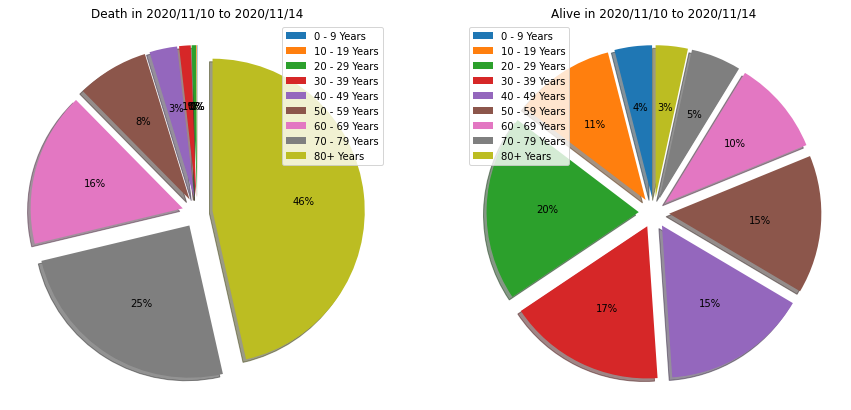 Death in 2020/11/10 to 2020/11/14
0 - 9 Years
10 - 19 Years
20 - 29 Years
30 - 39 Years
40 - 49 Years
50 - 59 Years
60 - 69 Years
70 - 79 Years
80+ Years
3%
8%
16%
25%
46%
Alive in 2020/11/10 to 2020/11/14
0 - 9 Years
10 - 19 Years
20 - 29 Years
30 - 39 Years
40 - 49 Years
50 - 59 Years
60 - 69 Years
70 - 79 Years
80+ Years
4%
3%
5%
11%
10%
20%
15%
17%
15%